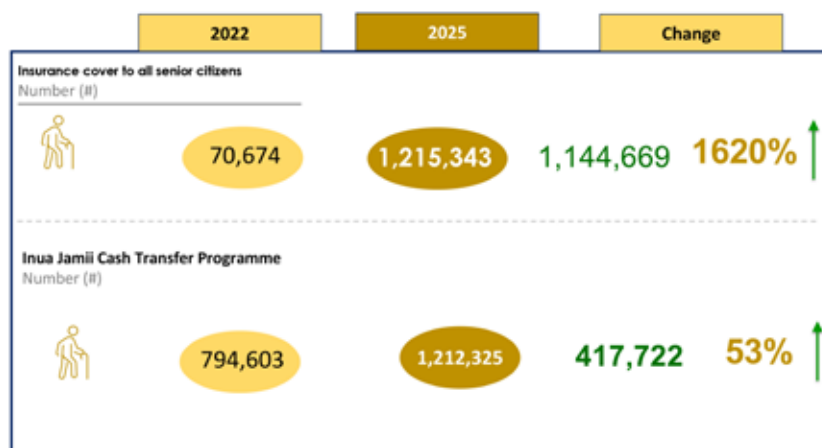 2022 2025 Change
Insurance cover to all senior citizens
Number (#)
70,674 1,215,343 1,144,669 1620%
Inua Jamii Cash Transfer Programme
Number (#)
794,603 1,212,325 417,722 53%